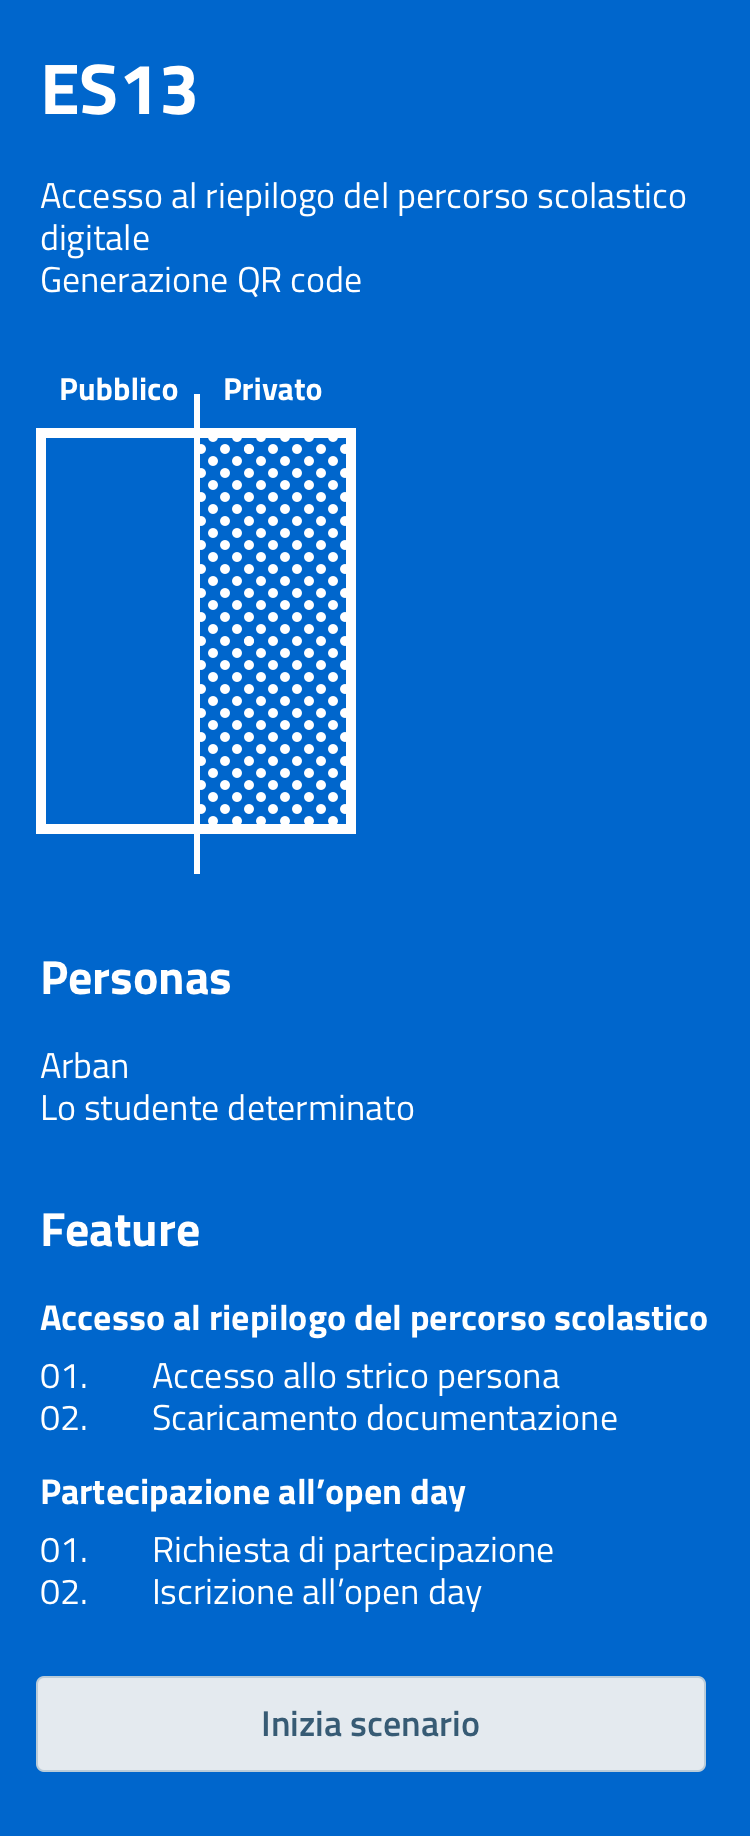 ES13
Accesso al riepilogo del percorso scolastico
digitale
Generazione QR code
Pubblico Privato
Personas
Arban
Lo studente determinato
Feature
Accesso al riepilogo del percorso scolastico
01. Accesso allo strico persona
02. Scaricamento documentazione
Partecipazione all’open day
01. Richiesta di partecipazione
02. Iscrizione all’open day
Inizia scenario